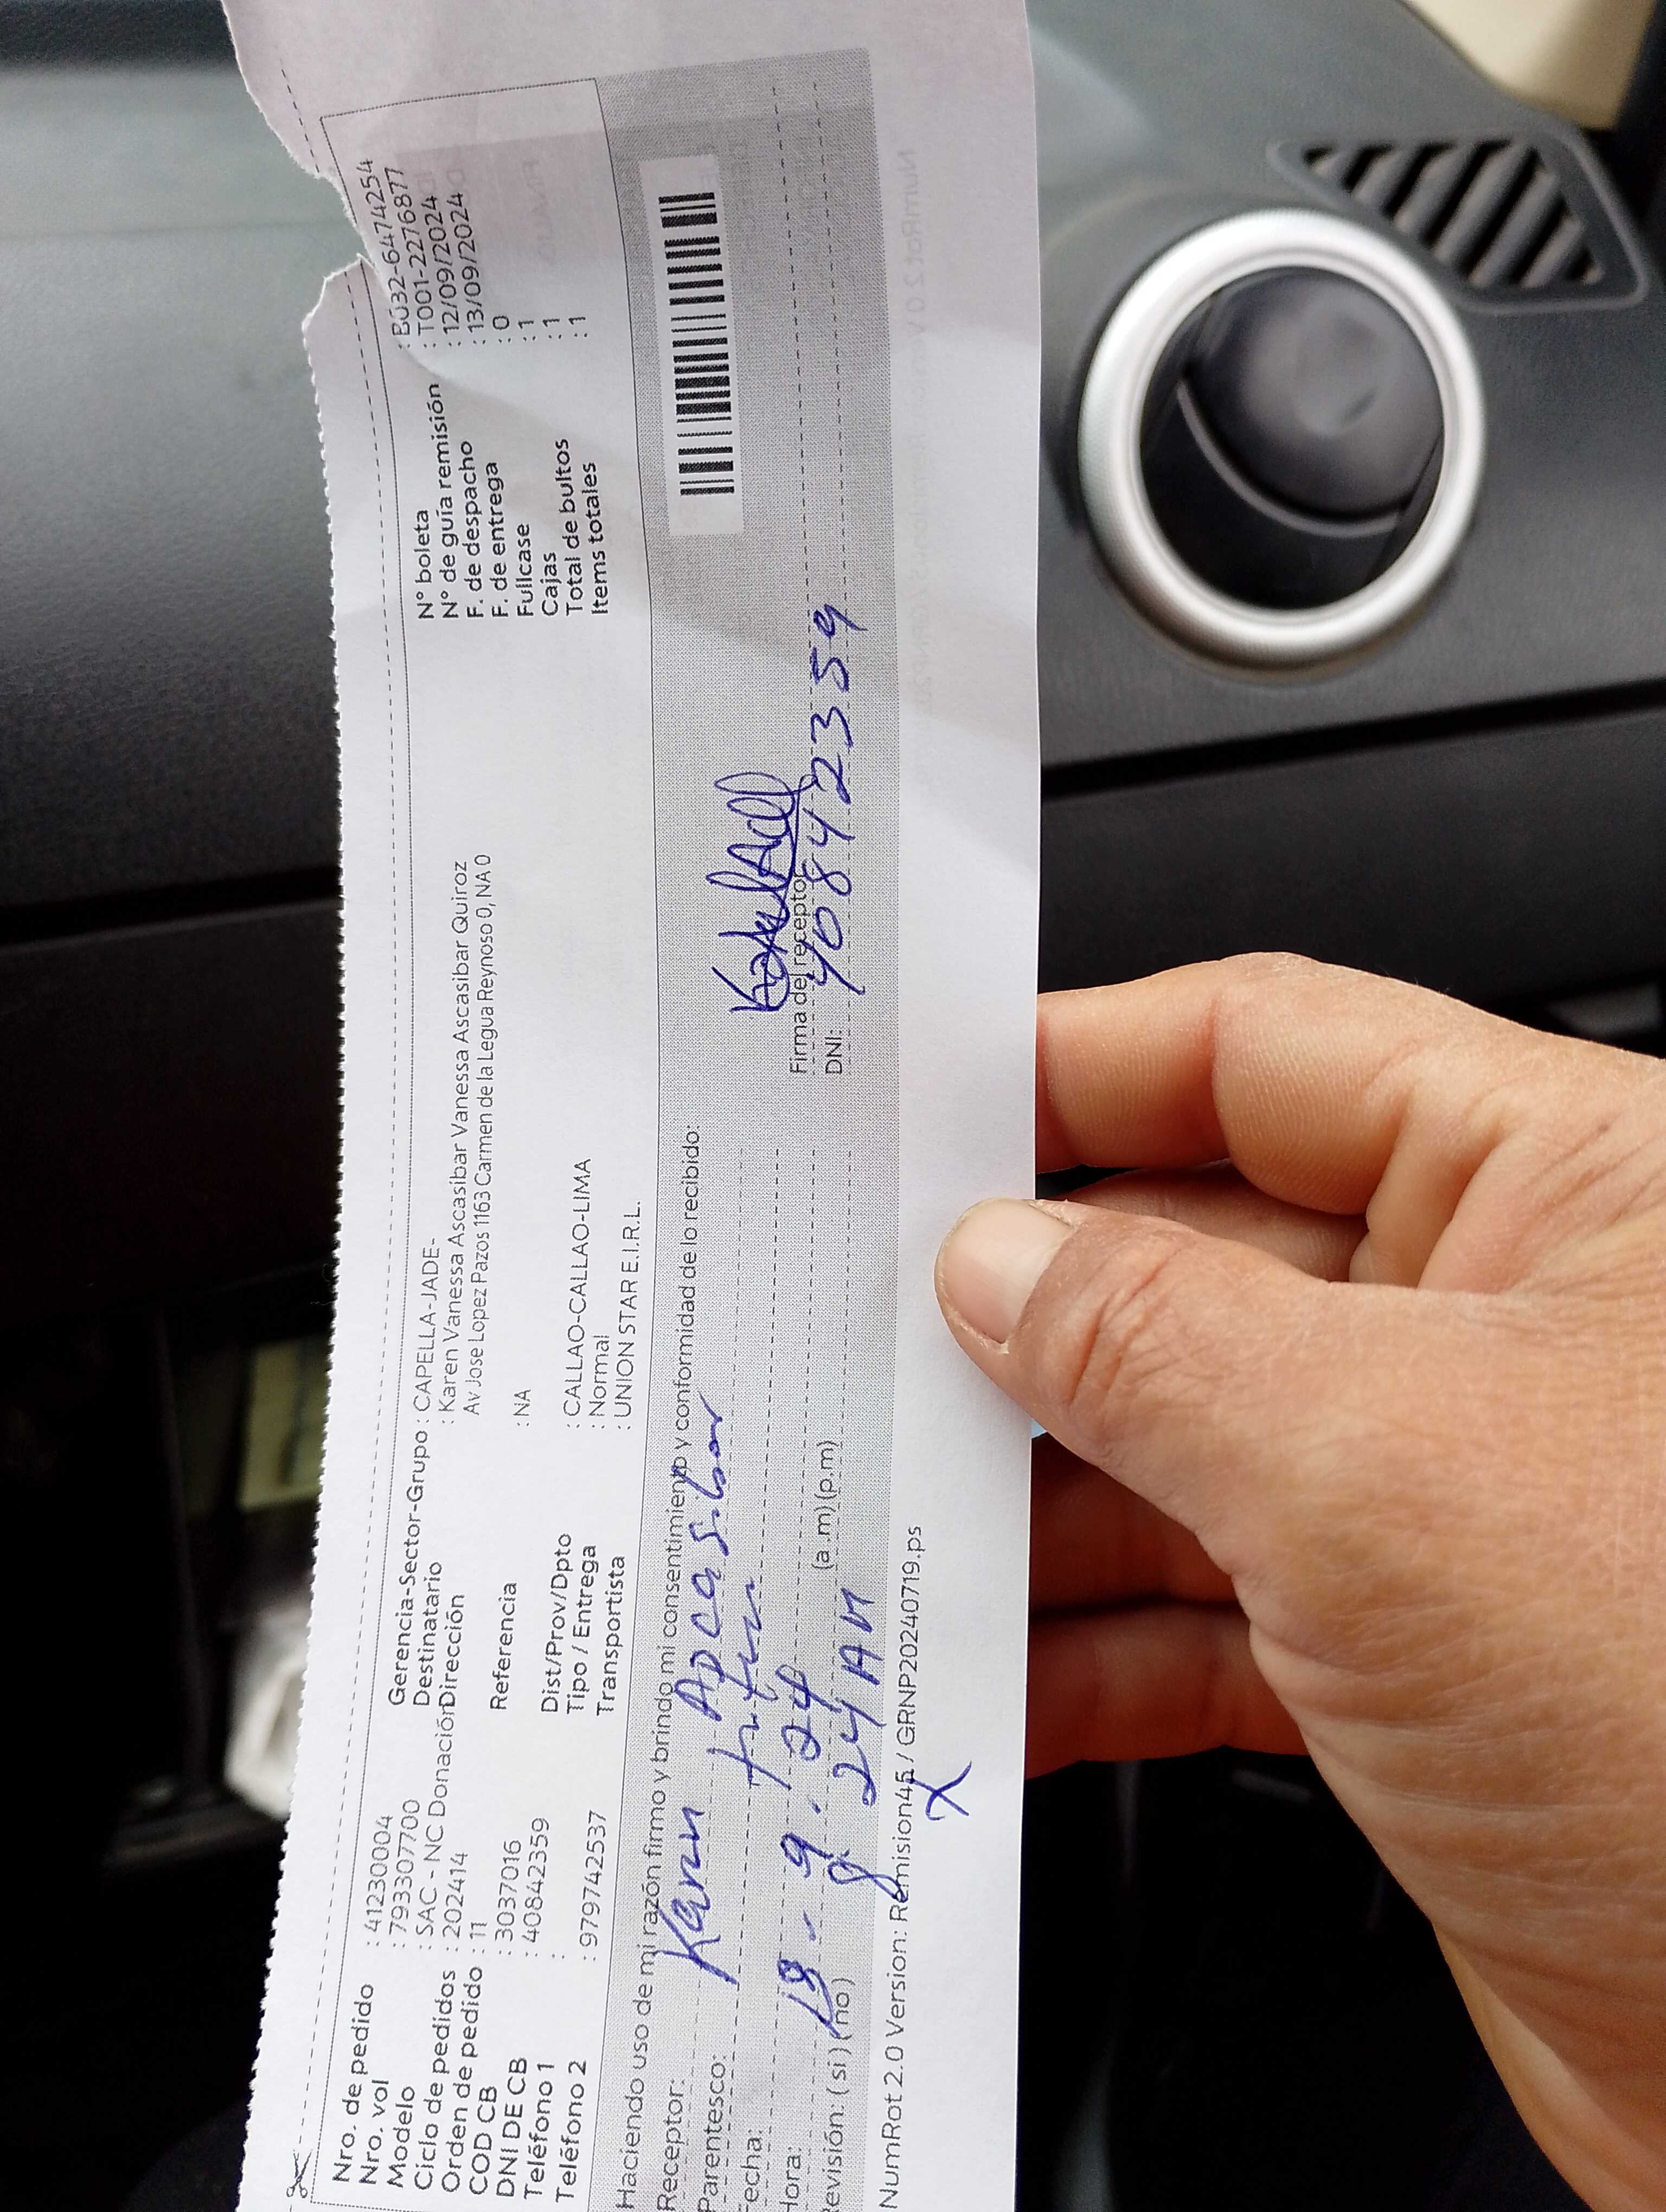 Nro. de pedido : 41230004
Nro. vol : 7933307700
Modelo : SAC - NC Donación
Ciclo de pedidos : 202414
Orden de pedido : 11
COD CB : 3037016
DNI DE CB : 40842359
Teléfono 1 :
Teléfono 2 : 979742537
Gerencia-Sector-Grupo : CAPELLA-JADE-
Destinatario : Karen Vanessa Ascasibar Vanessa Ascasibar Quiroz
Dirección Av Jose Lopez Pazos 1163 Carmen de la Legua Reynoso 0, NA 0
Referencia : NA
Dist/Prov/Dpto : CALLAO-CALLAO-LIMA
Tipo / Entrega : Normal
Transportista : UNION STAR E.I.R.L.
N° boleta : B032-6474254
N° de guía remisión : T001-2276877
F. de despacho : 12/09/2024
F. de entrega : 13/09/2024
Fullcase : 0
Cajas : 1
Total de bultos : 1
Items totales : 1
Haciendo uso de mi razón firmo y brindo mi consentimiento y conformidad de lo recibido:
Receptor: Karen
Parentesco:
Fecha: 13 - 9 . 24
Hora: 8. 24 AM (a .m) (p.m)
evisión: ( si ) ( no )
Firma del receptor
DNI: 40842359
NumRot 2.0 Version: Remision45 / GRNP20240719.ps
X